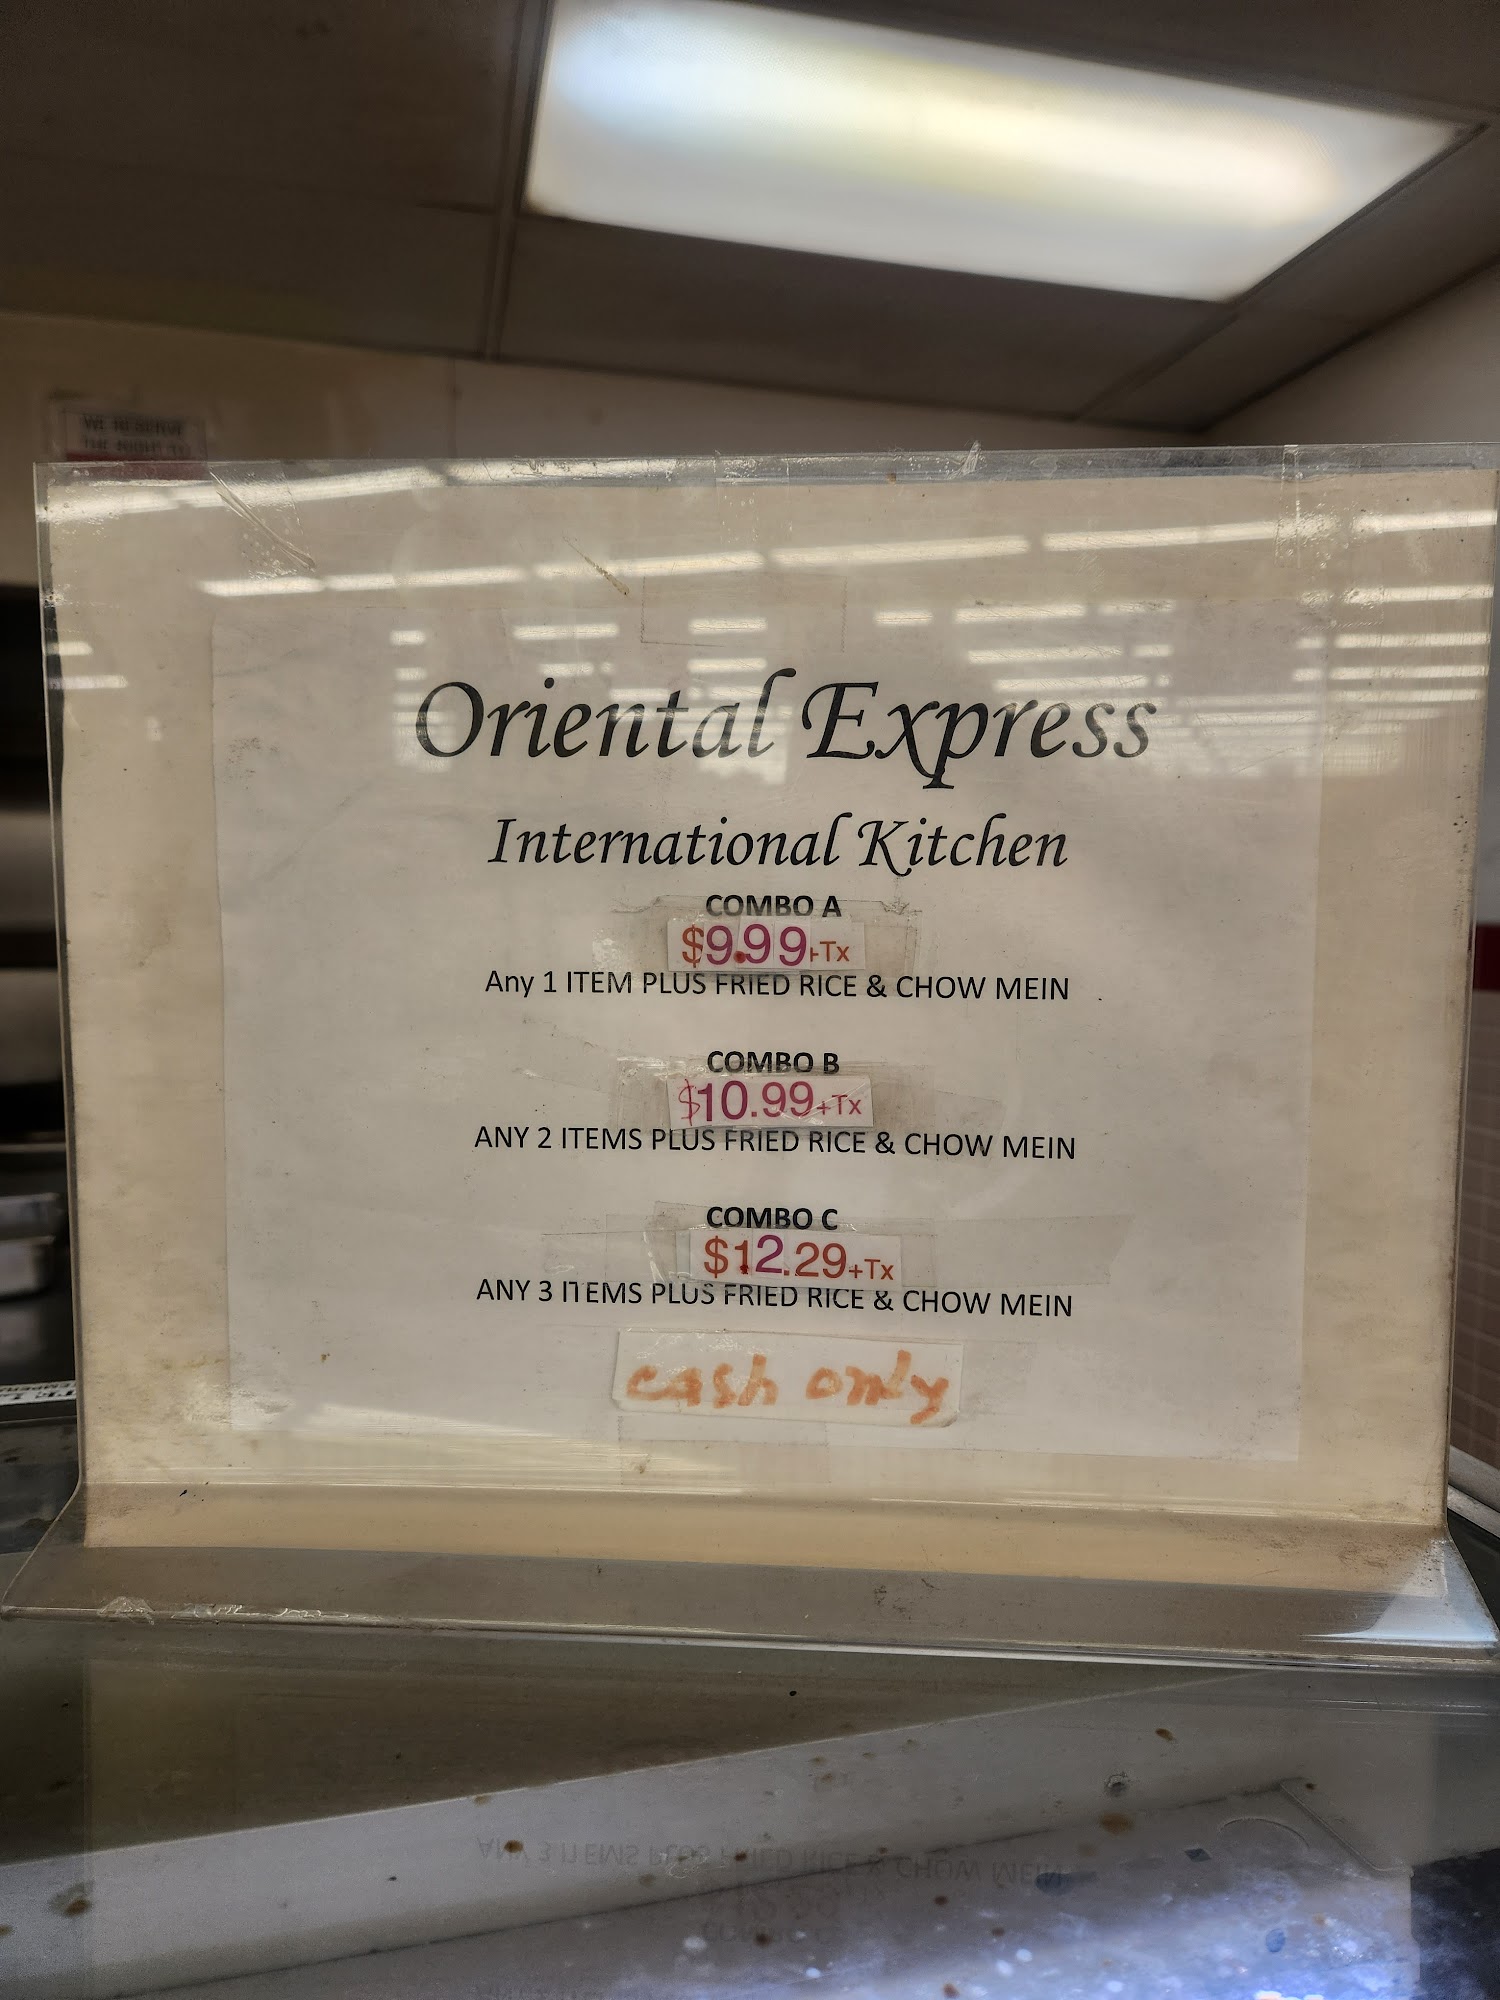 WE RESERVE
Oriental Express
International Kitchen
COMBO A
$9.99+Tx
Any 1 ITEM PLUS FRIED RICE & CHOW MEIN
COMBO B
$10.99+Tx
ANY 2 ITEMS PLUS FRIED RICE & CHOW MEIN
COMBO C
$12.29+Tx
ANY 3 ITEMS PLUS FRIED RICE & CHOW MEIN
cash only